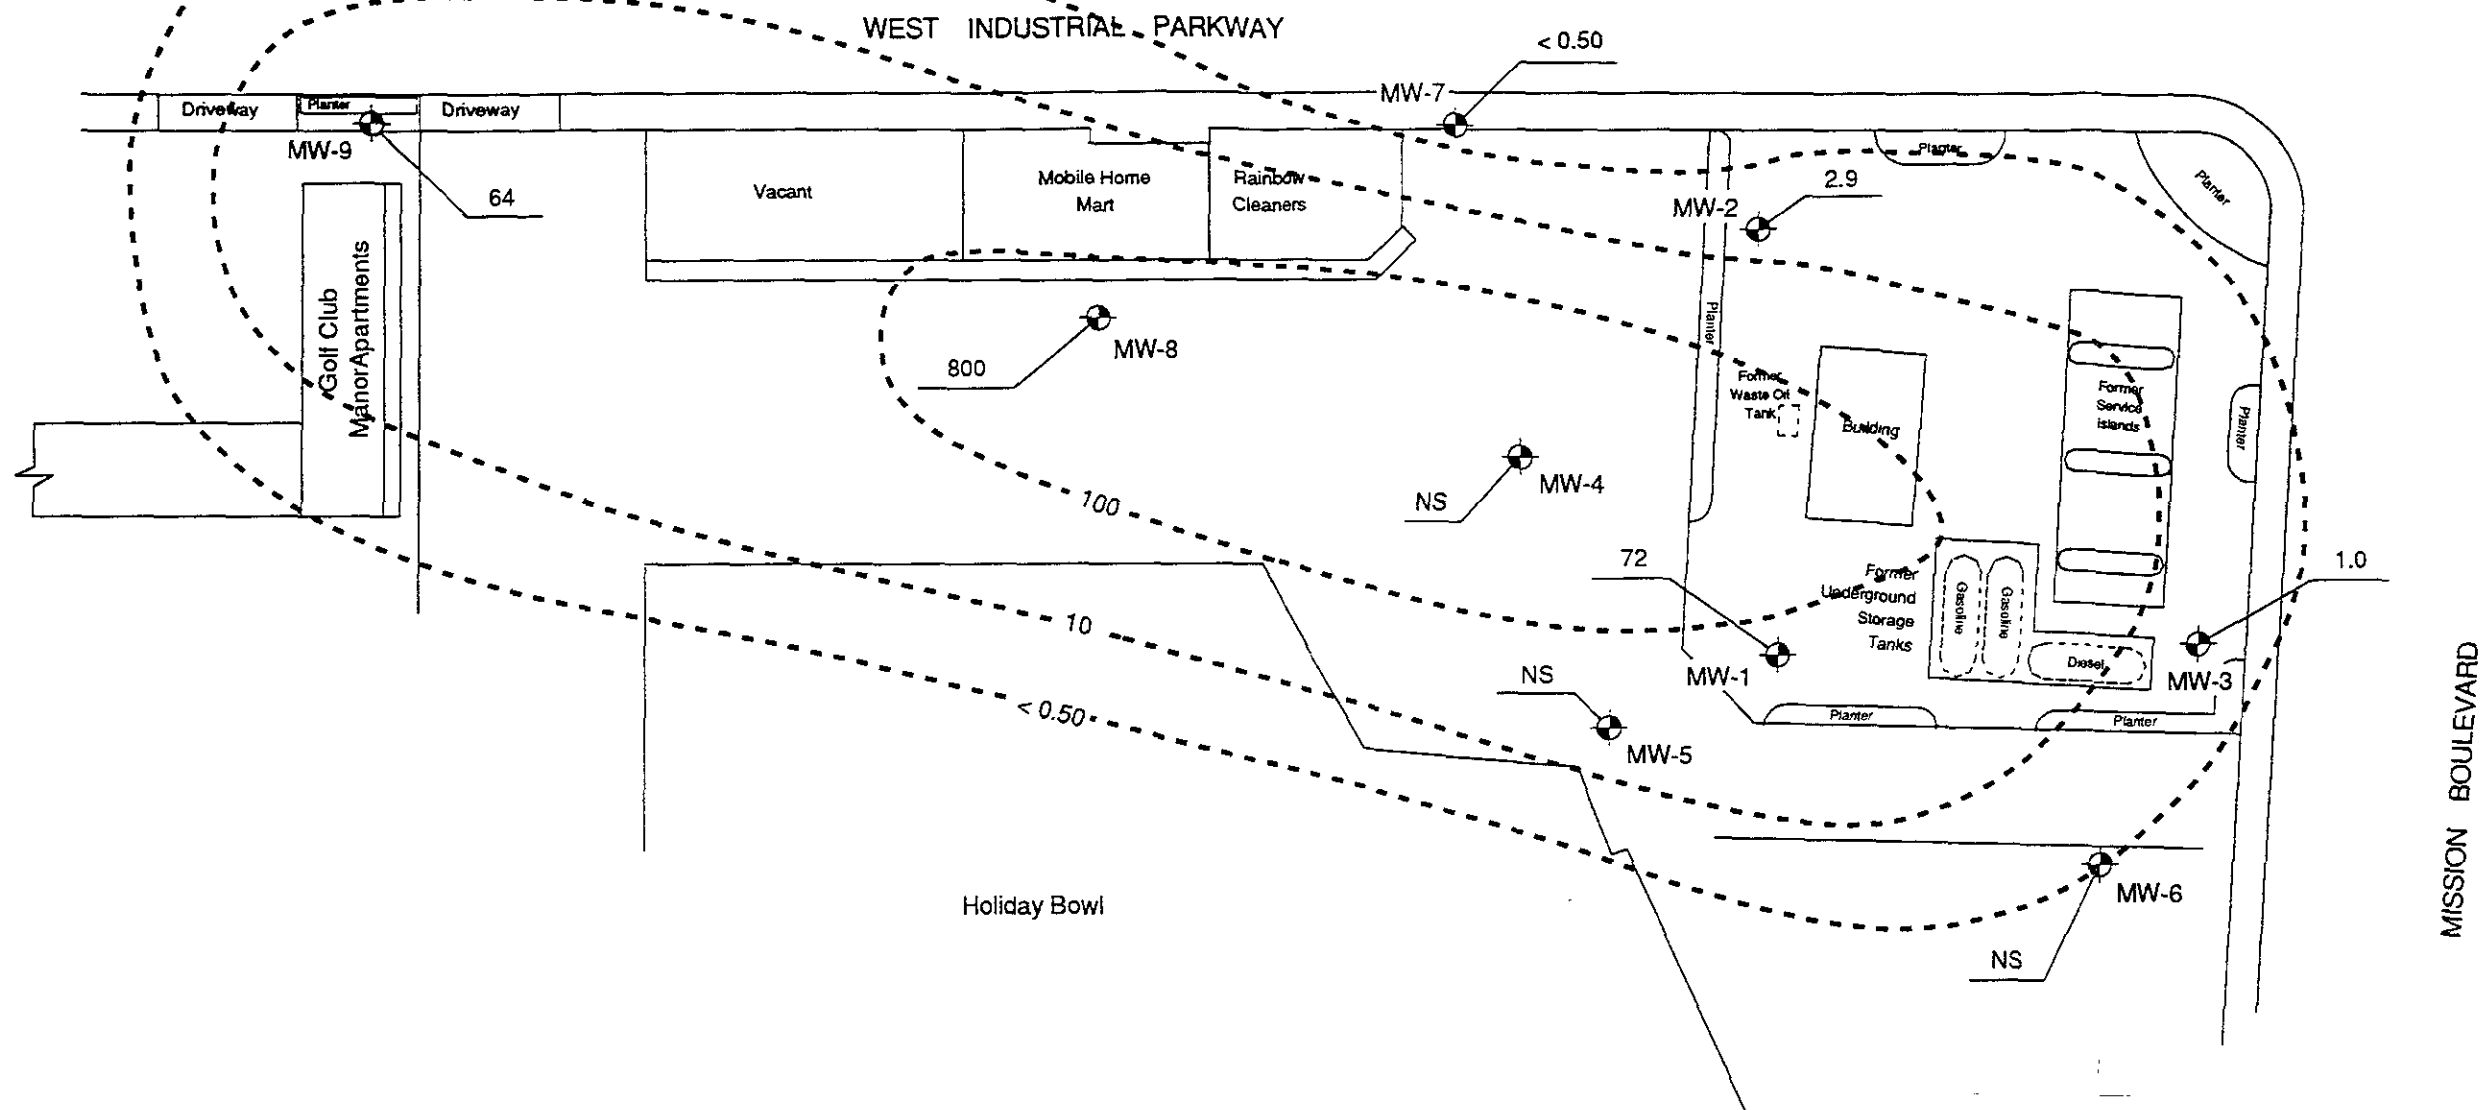 WEST INDUSTRIAL PARKWAY
< 0.50
MW-7
Driveway
Planter
Driveway
MW-9
64
Vacant
Mobile Home
Mart
Rainbow
Cleaners
MW-2
2.9
Planter
Planter
Golf Club
Manor Apartments
MW-8
800
Planter
Former
Waste Oil
Tank
Building
Former
Service
islands
Planter
MW-4
NS
100
72
Former
Underground
Storage
Tanks
Gasoline
Gasoline
Diesel
1.0
MW-3
MW-1
10
< 0.50
NS
MW-5
Planter
Planter
MW-6
NS
Holiday Bowl
MISSION BOULEVARD